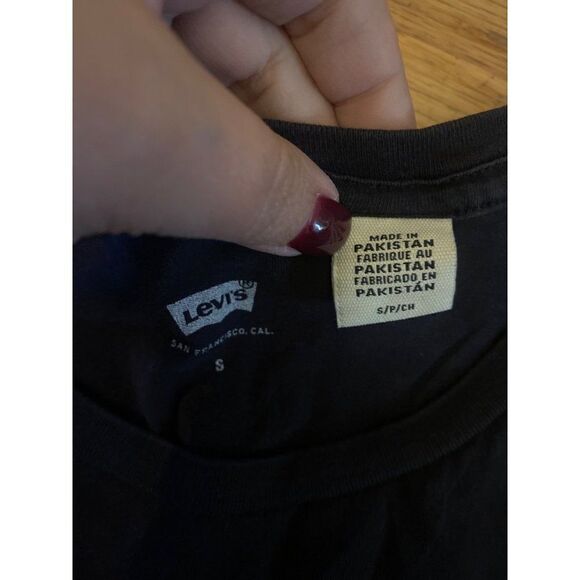 Levi's®
SAN FRANCISCO, CAL.
S
MADE IN
PAKISTAN
FABRIQUE AU
PAKISTAN
FABRICADO EN
PAKISTÁN
S/P/CH